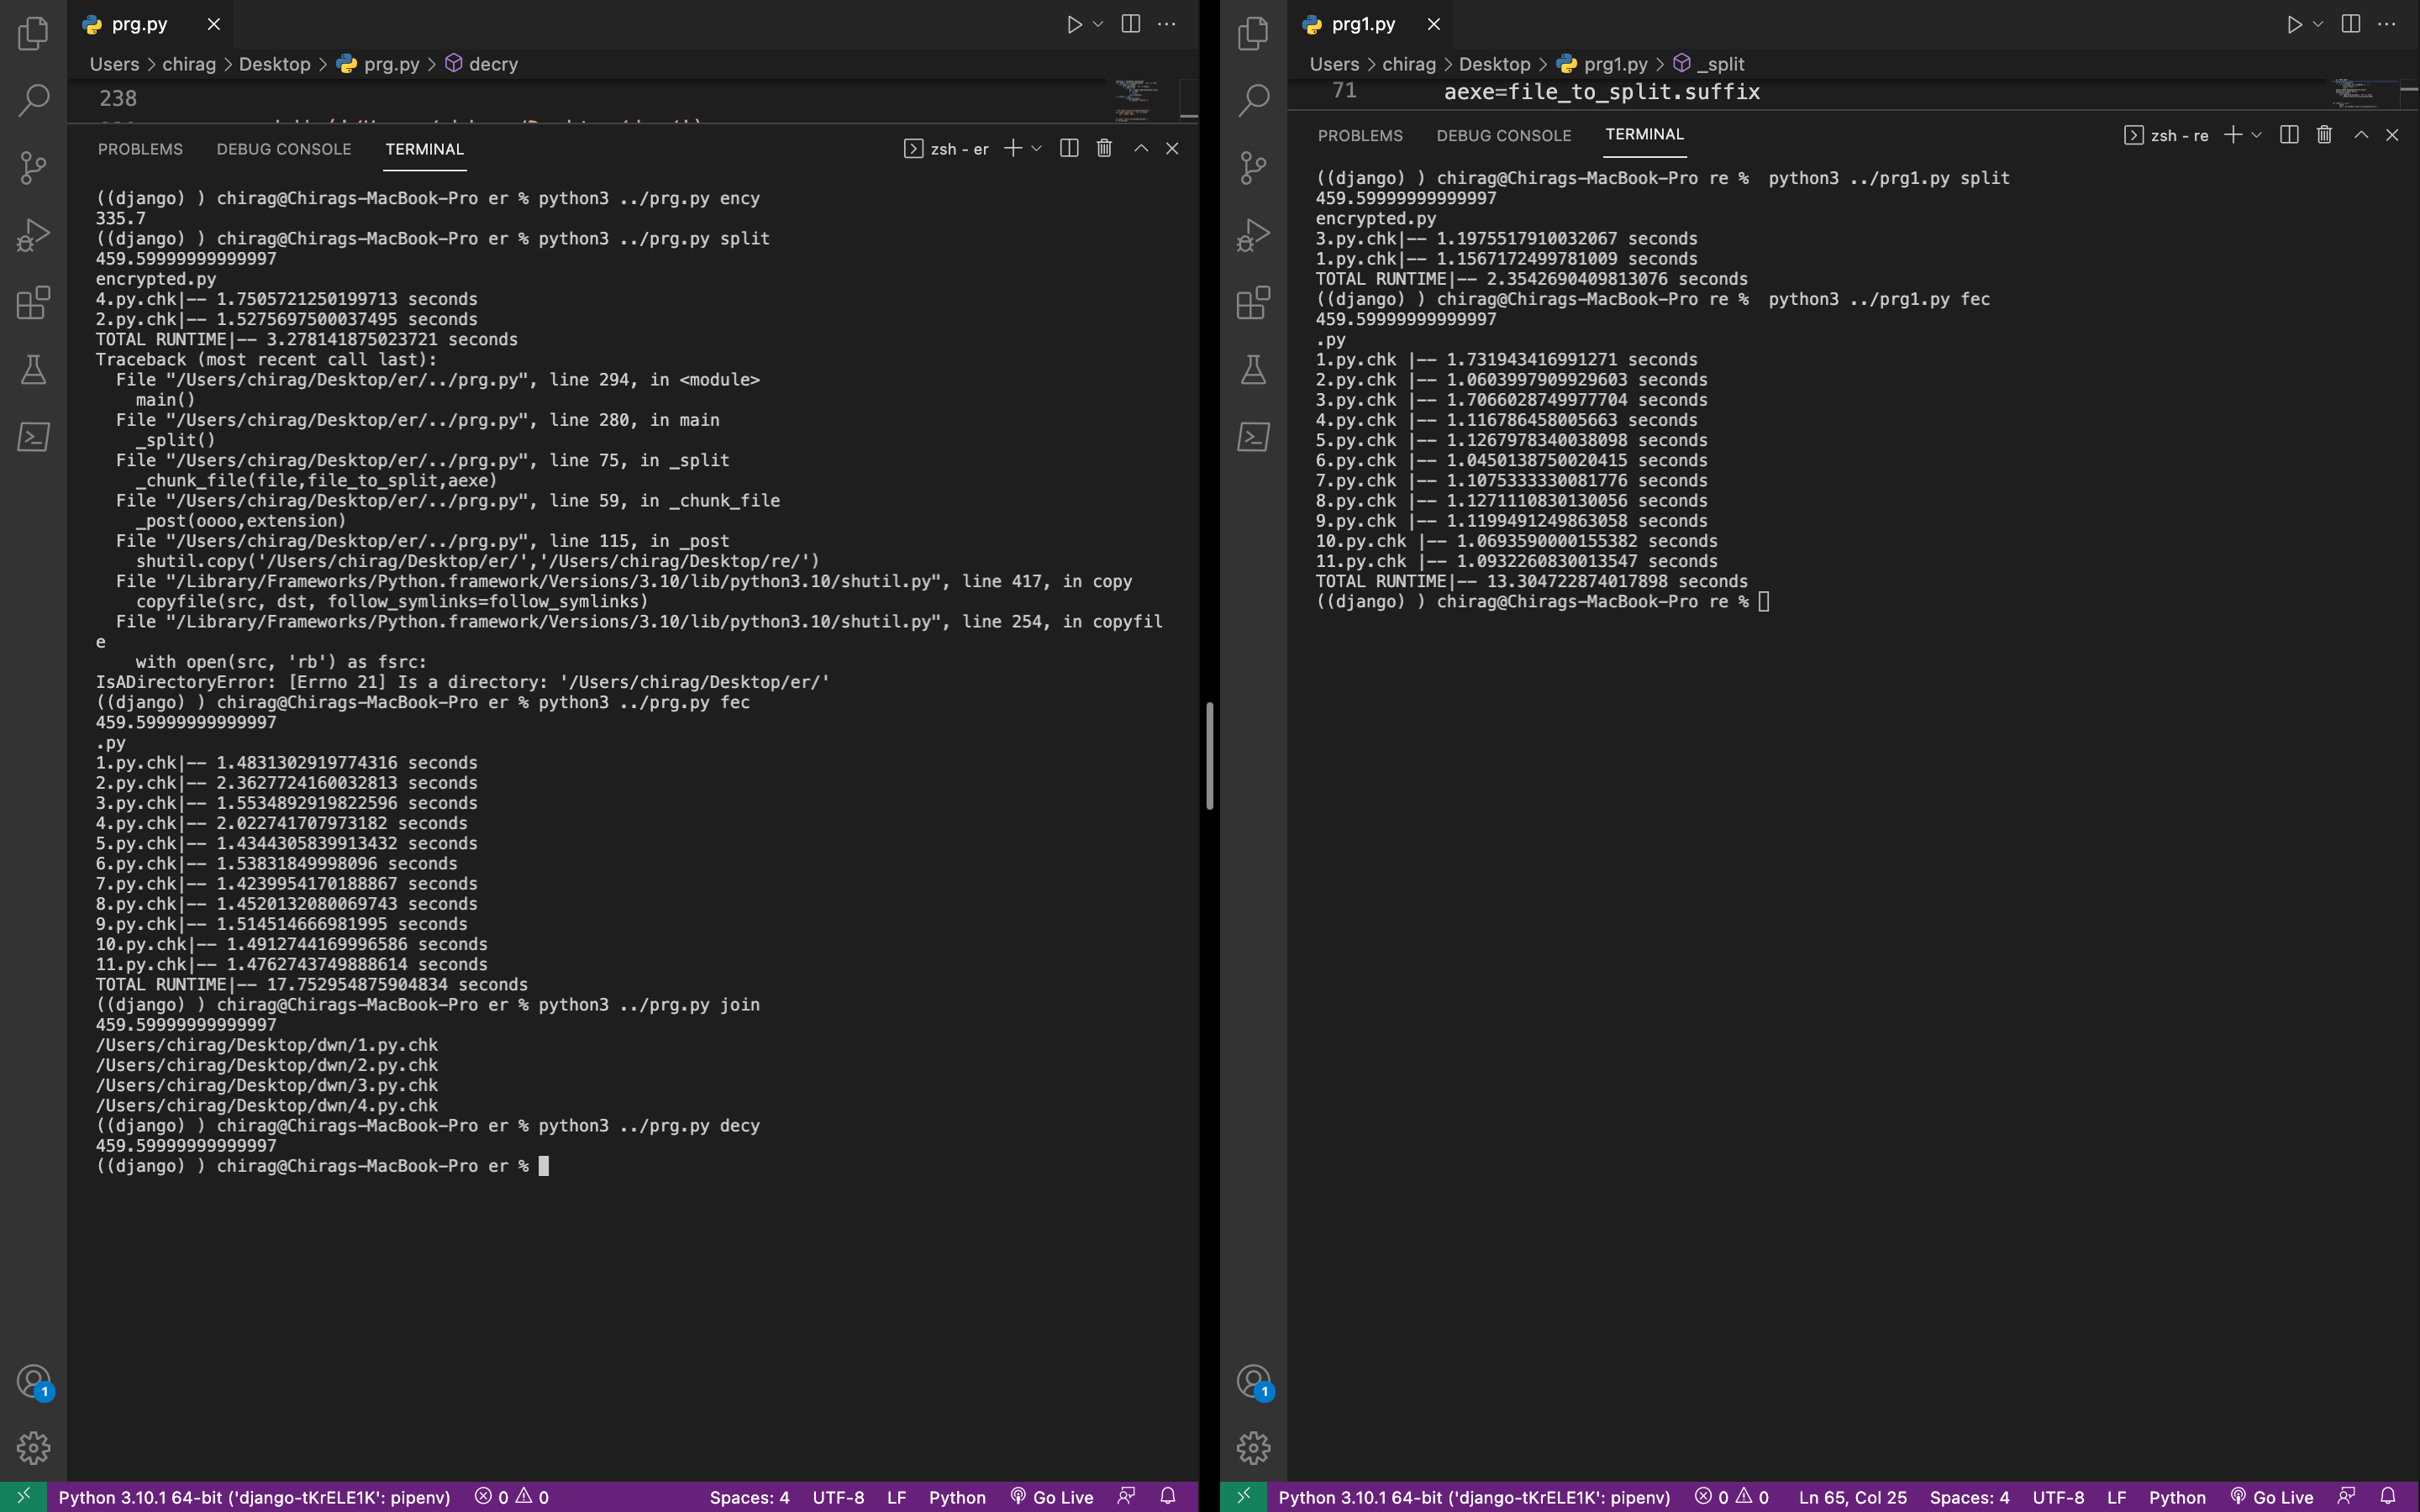 prg.py
Users > chirag > Desktop > prg.py > decry
238
PROBLEMS DEBUG CONSOLE TERMINAL zsh - er
((django) ) chirag@Chirags-MacBook-Pro er % python3 ../prg.py ency
335.7
((django) ) chirag@Chirags-MacBook-Pro er % python3 ../prg.py split
459.59999999999997
encrypted.py
4.py.chk|-- 1.7505721250199713 seconds
2.py.chk|-- 1.5275697500037495 seconds
TOTAL RUNTIME|-- 3.278141875023721 seconds
Traceback (most recent call last):
  File "/Users/chirag/Desktop/er/../prg.py", line 294, in <module>
    main()
  File "/Users/chirag/Desktop/er/../prg.py", line 280, in main
    _split()
  File "/Users/chirag/Desktop/er/../prg.py", line 75, in _split
    _chunk_file(file,file_to_split,aexe)
  File "/Users/chirag/Desktop/er/../prg.py", line 59, in _chunk_file
    _post(oooo,extension)
  File "/Users/chirag/Desktop/er/../prg.py", line 115, in _post
    shutil.copy('/Users/chirag/Desktop/er/','/Users/chirag/Desktop/re/')
  File "/Library/Frameworks/Python.framework/Versions/3.10/lib/python3.10/shutil.py", line 417, in copy
    copyfile(src, dst, follow_symlinks=follow_symlinks)
  File "/Library/Frameworks/Python.framework/Versions/3.10/lib/python3.10/shutil.py", line 254, in copyfil
e
    with open(src, 'rb') as fsrc:
IsADirectoryError: [Errno 21] Is a directory: '/Users/chirag/Desktop/er/'
((django) ) chirag@Chirags-MacBook-Pro er % python3 ../prg.py fec
459.59999999999997
.py
1.py.chk|-- 1.4831302919774316 seconds
2.py.chk|-- 2.3627724160032813 seconds
3.py.chk|-- 1.5534892919822596 seconds
4.py.chk|-- 2.022741707973182 seconds
5.py.chk|-- 1.4344305839913432 seconds
6.py.chk|-- 1.53831849998096 seconds
7.py.chk|-- 1.4239954170188867 seconds
8.py.chk|-- 1.4520132080069743 seconds
9.py.chk|-- 1.514514666981995 seconds
10.py.chk|-- 1.4912744169996586 seconds
11.py.chk|-- 1.4762743749888614 seconds
TOTAL RUNTIME|-- 17.752954875904834 seconds
((django) ) chirag@Chirags-MacBook-Pro er % python3 ../prg.py join
459.59999999999997
/Users/chirag/Desktop/dwn/1.py.chk
/Users/chirag/Desktop/dwn/2.py.chk
/Users/chirag/Desktop/dwn/3.py.chk
/Users/chirag/Desktop/dwn/4.py.chk
((django) ) chirag@Chirags-MacBook-Pro er % python3 ../prg.py decy
459.59999999999997
((django) ) chirag@Chirags-MacBook-Pro er %
1
Python 3.10.1 64-bit ('django-tKrELE1K': pipenv) 0 0 Spaces: 4 UTF-8 LF Python Go Live
prg1.py
Users > chirag > Desktop > prg1.py > _split
71 aexe=file_to_split.suffix
PROBLEMS DEBUG CONSOLE TERMINAL zsh - re
((django) ) chirag@Chirags-MacBook-Pro re %  python3 ../prg1.py split
459.59999999999997
encrypted.py
3.py.chk|-- 1.1975517910032067 seconds
1.py.chk|-- 1.1567172499781009 seconds
TOTAL RUNTIME|-- 2.3542690409813076 seconds
((django) ) chirag@Chirags-MacBook-Pro re %  python3 ../prg1.py fec
459.59999999999997
.py
1.py.chk |-- 1.731943416991271 seconds
2.py.chk |-- 1.0603997909929603 seconds
3.py.chk |-- 1.7066028749977704 seconds
4.py.chk |-- 1.116786458005663 seconds
5.py.chk |-- 1.1267978340038098 seconds
6.py.chk |-- 1.0450138750020415 seconds
7.py.chk |-- 1.1075333330081776 seconds
8.py.chk |-- 1.1271110830130056 seconds
9.py.chk |-- 1.1199491249863058 seconds
10.py.chk |-- 1.0693590000155382 seconds
11.py.chk |-- 1.0932260830013547 seconds
TOTAL RUNTIME|-- 13.304722874017898 seconds
((django) ) chirag@Chirags-MacBook-Pro re %
1
Python 3.10.1 64-bit ('django-tKrELE1K': pipenv) 0 0 Ln 65, Col 25 Spaces: 4 UTF-8 LF Python Go Live